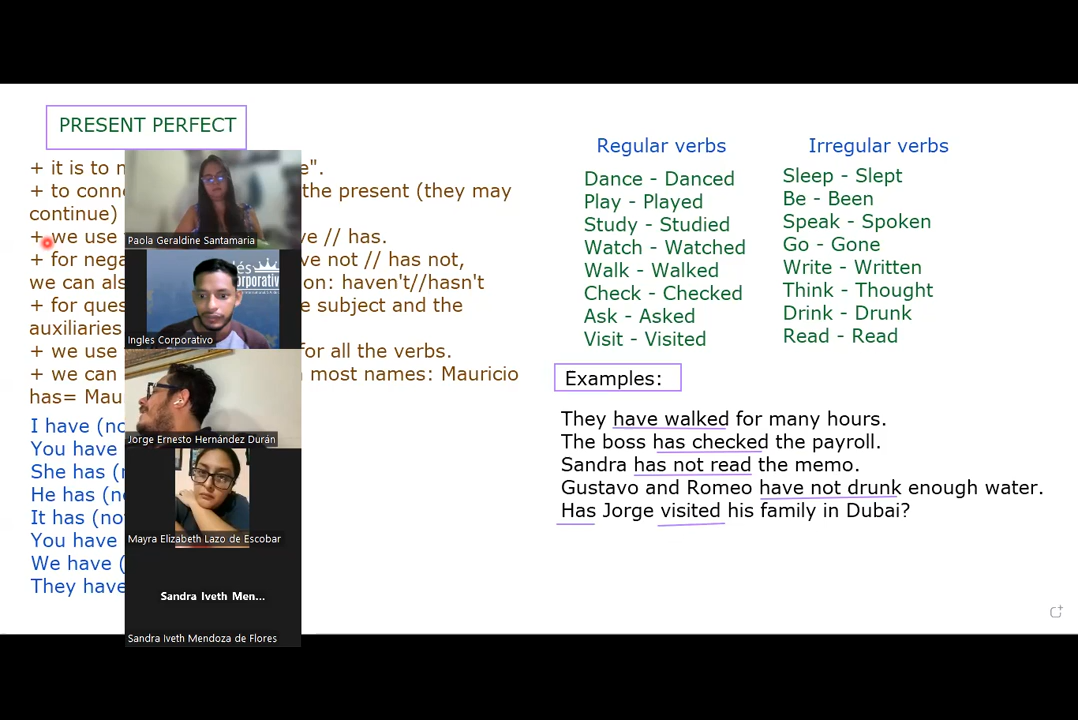 PRESENT PERFECT
+ it is to e".
+ to the present (they may
continue)
+ we use ve // has.
+ for ve not // has not,
we can on: haven't//hasn't
+ for e subject and the
auxiliaries
+ we use for all the verbs.
+ we can most names: Mauricio
has=
I have
You have
She has
He has
It has
You have
We have
They have
Paola Geraldine Santamaria
Ingles Corporativo
Jorge Ernesto Hernández Durán
Mayra Elizabeth Lazo de Escobar
Sandra Iveth Men...
Sandra Iveth Mendoza de Flores
Regular verbs
Dance - Danced
Play - Played
Study - Studied
Watch - Watched
Walk - Walked
Check - Checked
Ask - Asked
Visit - Visited
Irregular verbs
Sleep - Slept
Be - Been
Speak - Spoken
Go - Gone
Write - Written
Think - Thought
Drink - Drunk
Read - Read
Examples:
They have walked for many hours.
The boss has checked the payroll.
Sandra has not read the memo.
Gustavo and Romeo have not drunk enough water.
Has Jorge visited his family in Dubai?